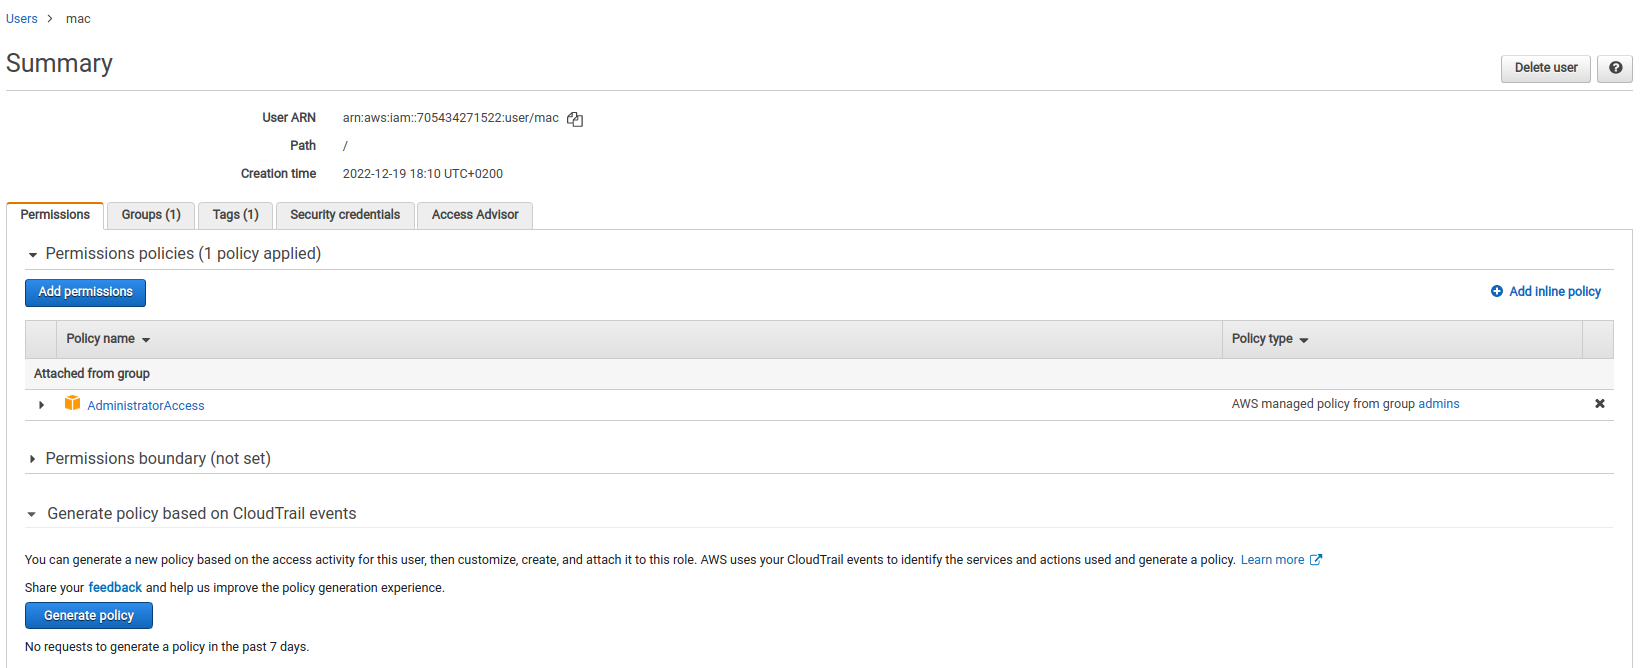 Users > mac
Summary
Delete user
User ARN arn:aws:iam::705434271522:user/mac
Path /
Creation time 2022-12-19 18:10 UTC+0200
Permissions Groups (1) Tags (1) Security credentials Access Advisor
Permissions policies (1 policy applied)
Add permissions Add inline policy
Policy name Policy type
Attached from group
AdministratorAccess AWS managed policy from group admins
Permissions boundary (not set)
Generate policy based on CloudTrail events
You can generate a new policy based on the access activity for this user, then customize, create, and attach it to this role. AWS uses your CloudTrail events to identify the services and actions used and generate a policy. Learn more
Share your feedback and help us improve the policy generation experience.
Generate policy
No requests to generate a policy in the past 7 days.